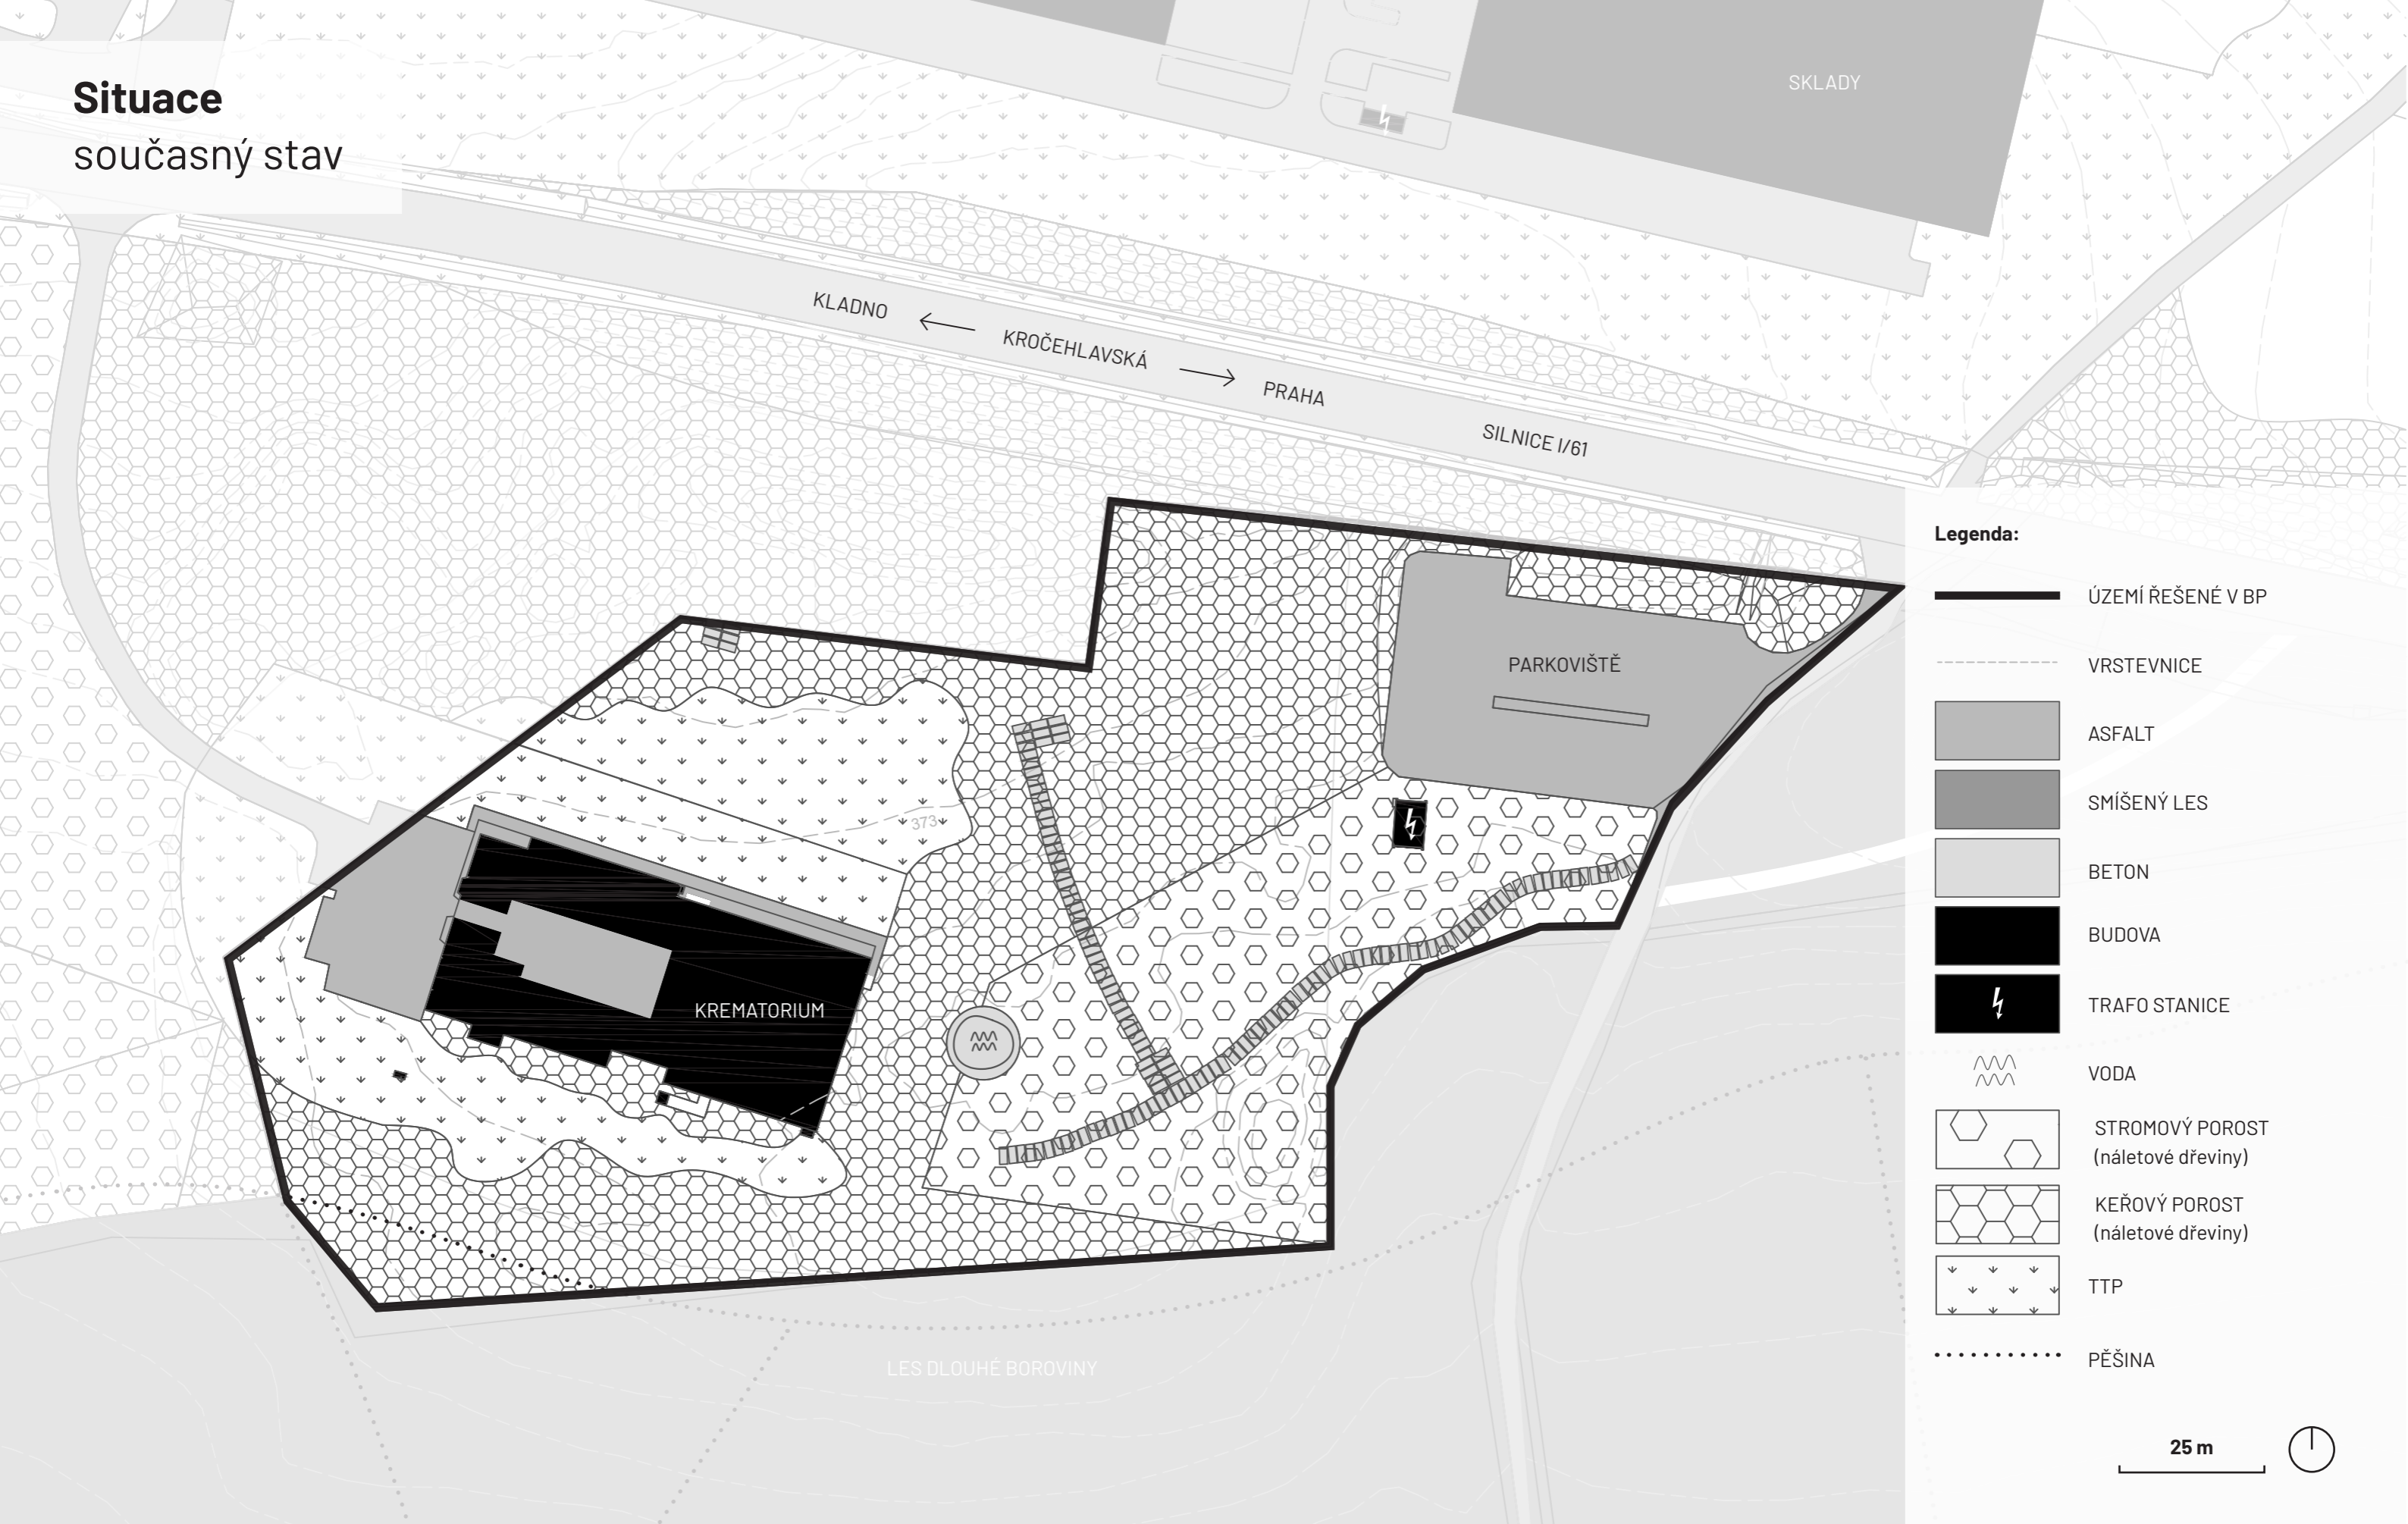 Situace
současný stav
SKLADY
KLADNO
KROČEHLAVSKÁ
PRAHA
SILNICE I/61
PARKOVIŠTĚ
373
KREMATORIUM
LES DLOUHÉ BOROVINY
Legenda:
ÚZEMÍ ŘEŠENÉ V BP
VRSTEVNICE
ASFALT
SMÍŠENÝ LES
BETON
BUDOVA
TRAFO STANICE
VODA
STROMOVÝ POROST
(náletové dřeviny)
KEŘOVÝ POROST
(náletové dřeviny)
TTP
PĚŠINA
25 m